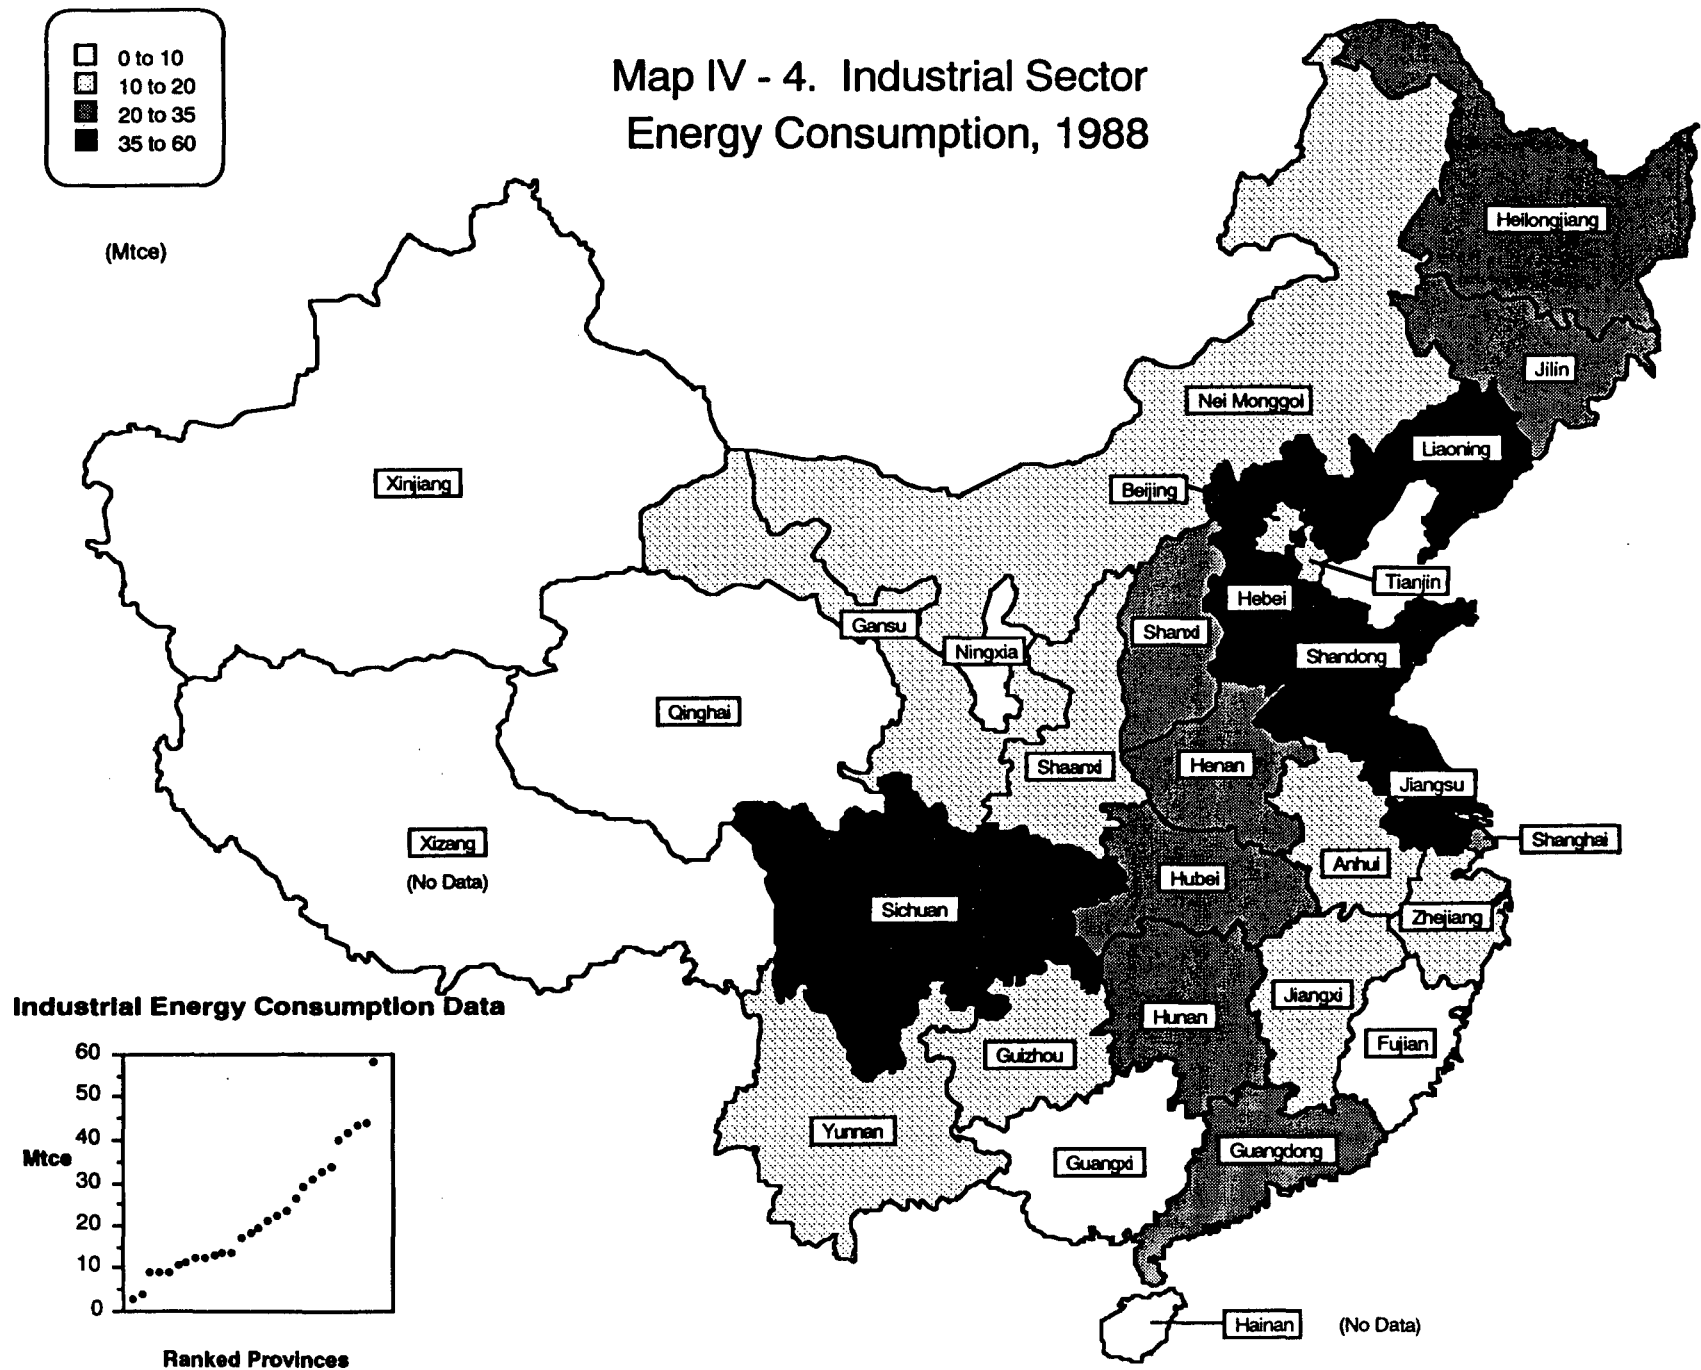 0 to 10
10 to 20
20 to 35
35 to 60
(Mtce)
Map IV - 4. Industrial Sector
Energy Consumption, 1988
Heilongjiang
Jilin
Nei Monggol
Liaoning
Xinjiang
Beijing
Tianjin
Hebei
Gansu
Shanxi
Ningxia
Shandong
Qinghai
Shaanxi
Henan
Jiangsu
Xizang
(No Data)
Shanghai
Anhui
Hubei
Sichuan
Zhejiang
Jiangxi
Hunan
Fujian
Guizhou
Yunnan
Guangdong
Guangxi
Hainan
(No Data)
Industrial Energy Consumption Data
60
50
40
Mtce
30
20
10
0
Ranked Provinces